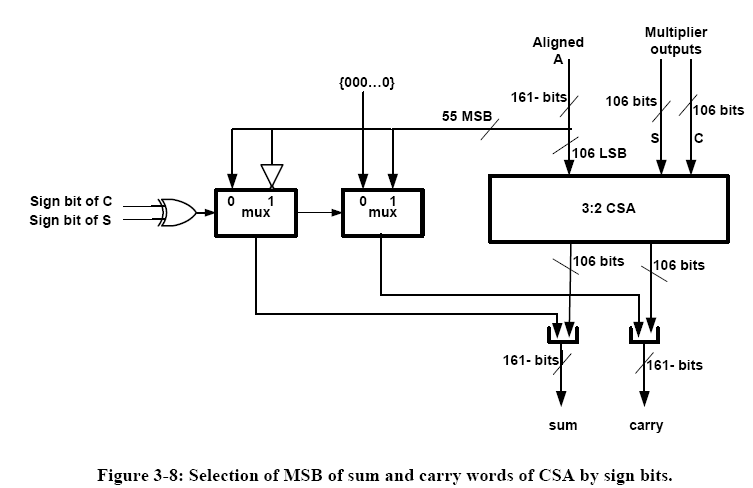 Aligned
A
Multiplier
outputs
{000...0}
161- bits
106 bits
106 bits
55 MSB
S
C
106 LSB
0 1
mux
0 1
mux
3:2 CSA
Sign bit of C
Sign bit of S
106 bits
106 bits
161- bits
161- bits
sum
carry
Figure 3-8: Selection of MSB of sum and carry words of CSA by sign bits.